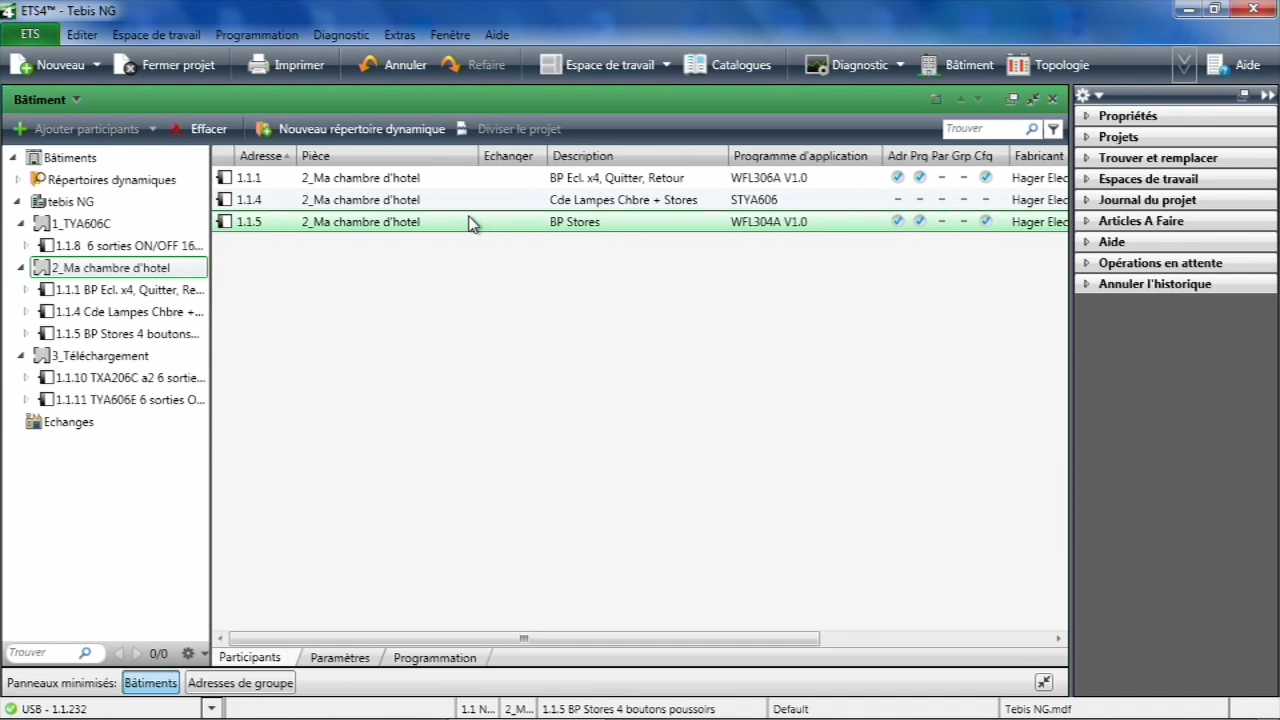 ETS4™ - Tebis NG
ETS Editer Espace de travail Programmation Diagnostic Extras Fenêtre Aide
Nouveau Fermer projet Imprimer Annuler Refaire Espace de travail Catalogues Diagnostic Bâtiment Topologie Aide
Bâtiment
Ajouter participants Effacer Nouveau répertoire dynamique Diviser le projet Trouver
Bâtiments
Répertoires dynamiques
tebis NG
1_TYA606C
1.1.8 6 sorties ON/OFF 16...
2_Ma chambre d'hotel
1.1.1 BP Ecl. x4, Quitter, Re...
1.1.4 Cde Lampes Chbre +...
1.1.5 BP Stores 4 boutons...
3_Téléchargement
1.1.10 TXA206C a2 6 sortie...
1.1.11 TYA606E 6 sorties O...
Echanges
Trouver 0/0
Adresse Pièce Echanger Description Programme d'application Adr Prg Par Grp Cfg Fabricant
1.1.1 2_Ma chambre d'hotel BP Ecl. x4, Quitter, Retour WFL306A V1.0 – – Hager Elec
1.1.4 2_Ma chambre d'hotel Cde Lampes Chbre + Stores STYA606 – – – – – Hager Elec
1.1.5 2_Ma chambre d'hotel BP Stores WFL304A V1.0 – – Hager Elec
Participants Paramètres Programmation
Propriétés
Projets
Trouver et remplacer
Espaces de travail
Journal du projet
Articles A Faire
Aide
Opérations en attente
Annuler l'historique
Panneaux minimisés: Bâtiments Adresses de groupe
USB - 1.1.232 1.1 N... 2_M... 1.1.5 BP Stores 4 boutons poussoirs Default Tebis NG.mdf